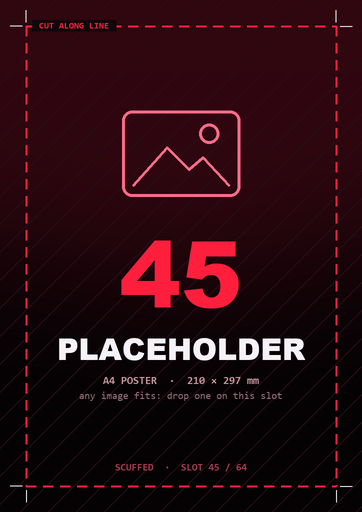 CUT ALONG LINE
45
PLACEHOLDER
A4 POSTER · 210 × 297 mm
any image fits: drop one on this slot
SCUFFED · SLOT 45 / 64